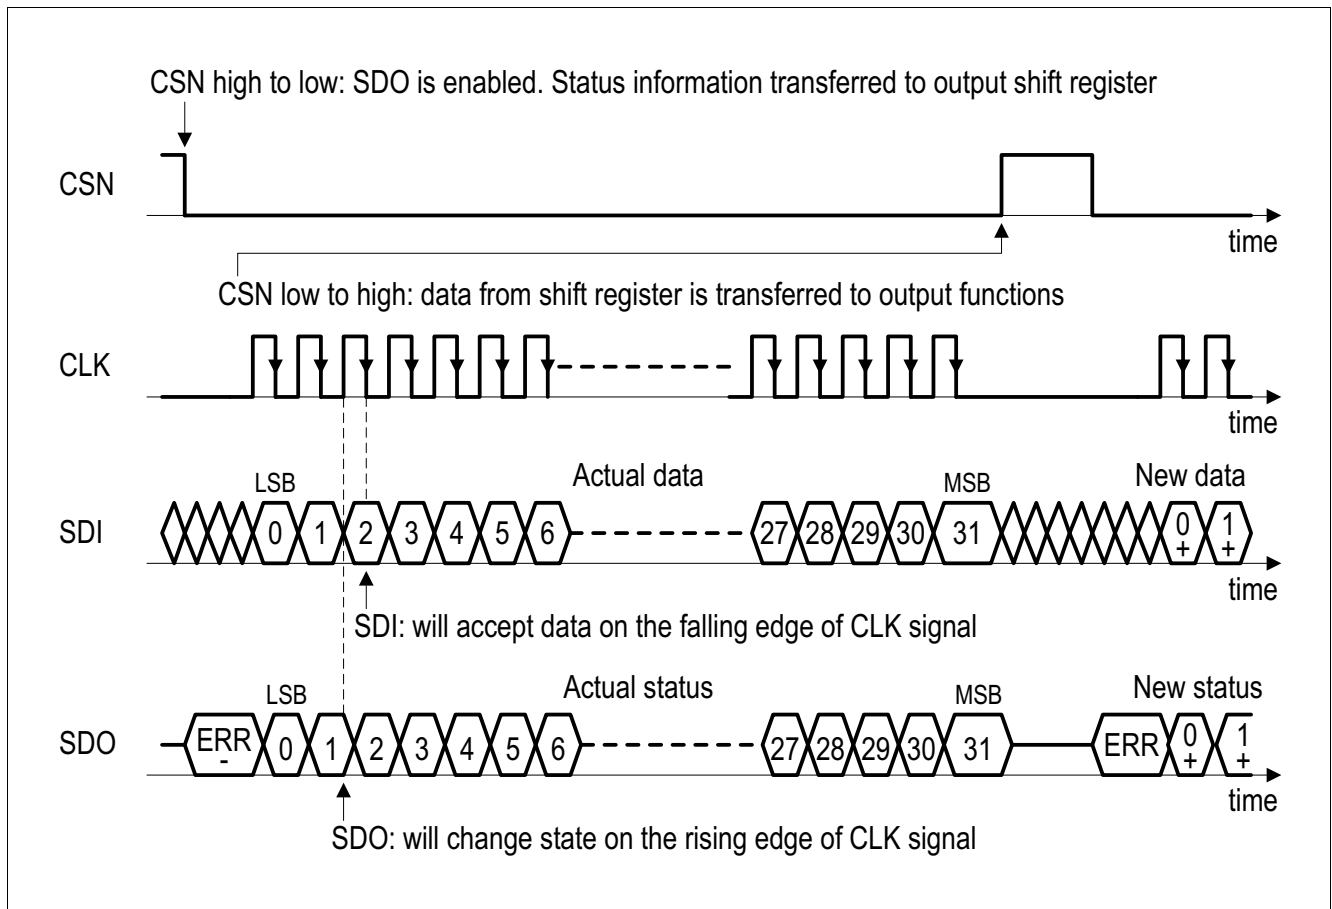 CSN high to low: SDO is enabled. Status information transferred to output shift register
CSN
time
CSN low to high: data from shift register is transferred to output functions
CLK
time
LSB Actual data MSB New data
SDI 0 1 2 3 4 5 6 27 28 29 30 31 0+ 1+
time
SDI: will accept data on the falling edge of CLK signal
LSB Actual status MSB New status
SDO ERR- 0 1 2 3 4 5 6 27 28 29 30 31 ERR 0+ 1+
time
SDO: will change state on the rising edge of CLK signal